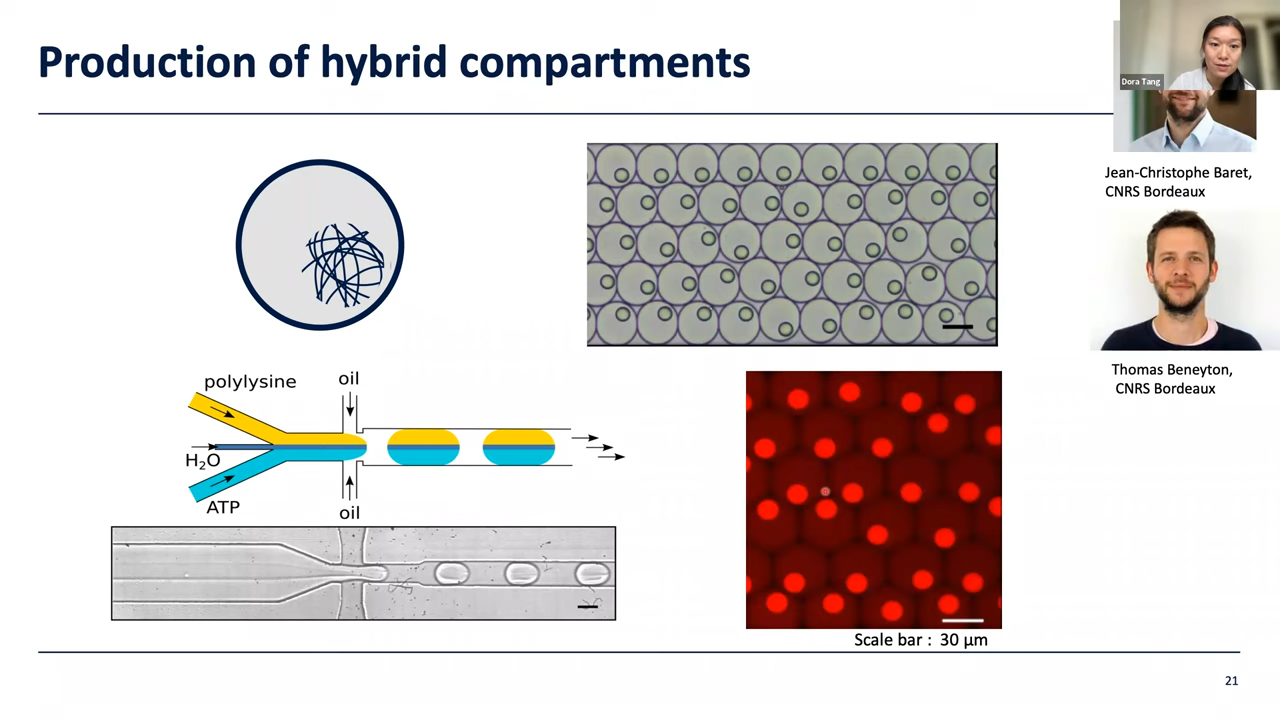 Production of hybrid compartments
Dora Tang
Jean-Christophe Baret,
CNRS Bordeaux
Thomas Beneyton,
CNRS Bordeaux
polylysine
oil
H₂O
ATP
oil
Scale bar : 30 µm
21